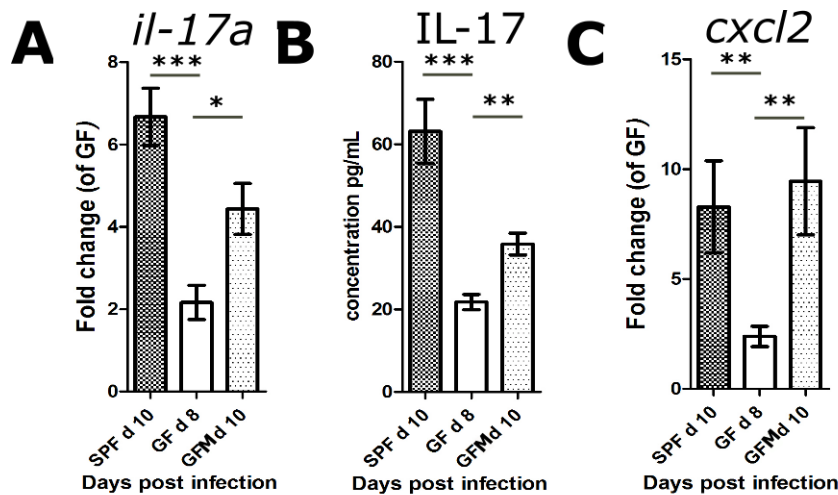 A il-17a
Fold change (of GF)
8
6
4
2
0
***
*
SPF d 10
GF d 8
GFMd 10
Days post infection
B IL-17
concentration pg/mL
80
60
40
20
0
***
**
SPF d 10
GF d 8
GFMd 10
Days post infection
C cxcl2
Fold change (of GF)
15
10
5
0
**
**
SPF d 10
GF d 8
GFMd 10
Days post infection